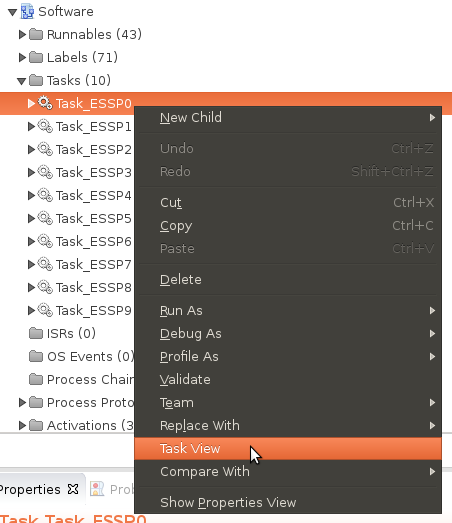 Software
Runnables (43)
Labels (71)
Tasks (10)
Task_ESSP0
Task_ESSP1
Task_ESSP2
Task_ESSP3
Task_ESSP4
Task_ESSP5
Task_ESSP6
Task_ESSP7
Task_ESSP8
Task_ESSP9
ISRs (0)
OS Events (0)
Process Chain
Process Proto
Activations (3
New Child
Undo Ctrl+Z
Redo Shift+Ctrl+Z
Cut Ctrl+X
Copy Ctrl+C
Paste Ctrl+V
Delete
Run As
Debug As
Profile As
Validate
Team
Replace With
Task View
Compare With
Show Properties View
Properties Prob
Task Task_ESSP0